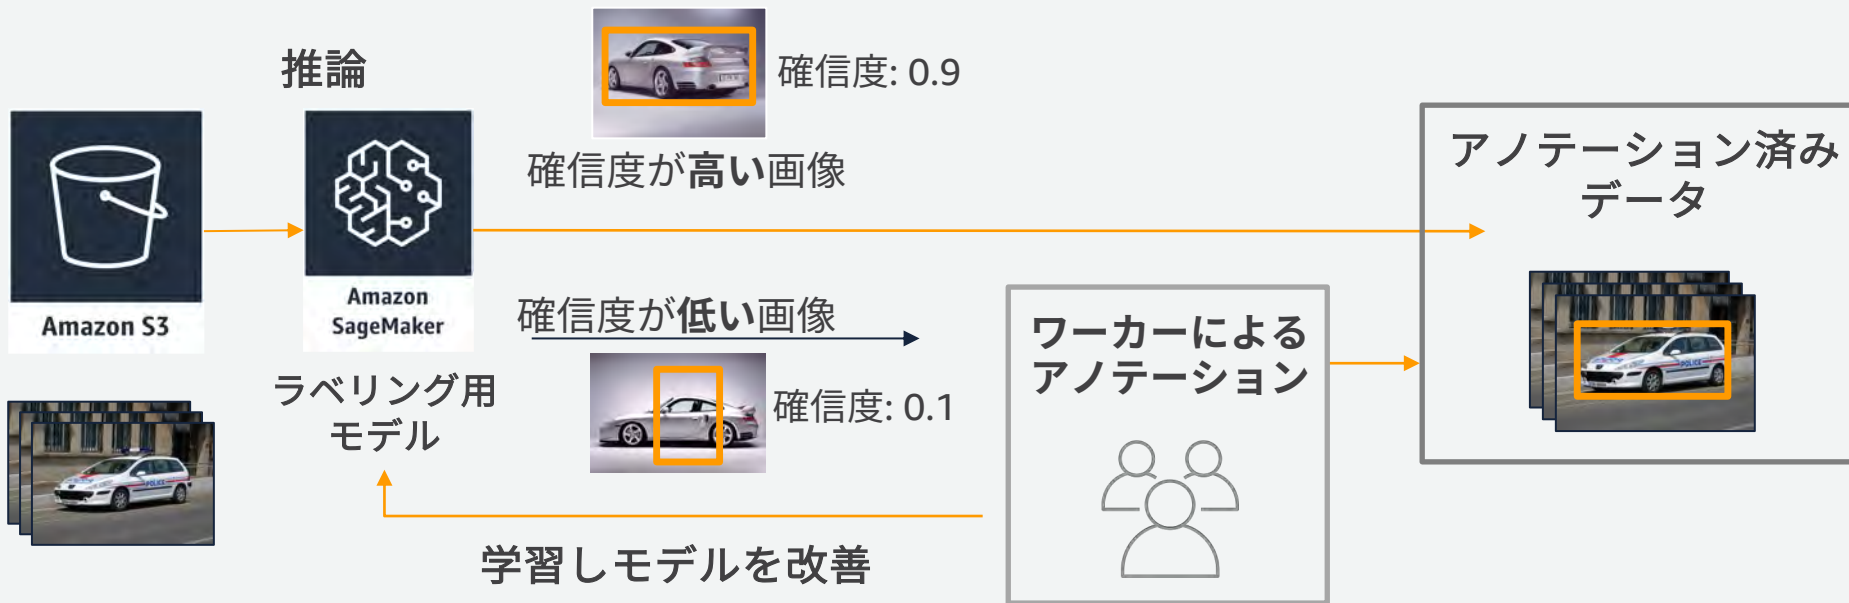 推論
確信度: 0.9
確信度が高い画像
Amazon S3
Amazon
SageMaker
ラベリング用
モデル
確信度が低い画像
確信度: 0.1
ワーカーによる
アノテーション
アノテーション済み
データ
POLICE
POLICE
学習しモデルを改善